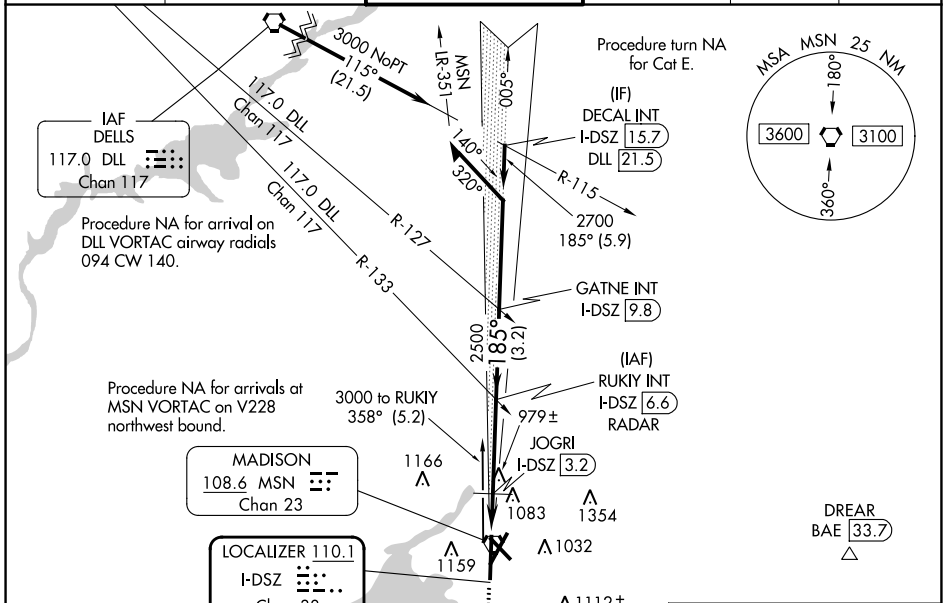 3000 NoPT
115°
(21.5)
MSN
LR-351
005°
Procedure turn NA
for Cat E.
MSA MSN 25 NM
180°
3600
3100
360°
(IF)
DECAL INT
I-DSZ 15.7
DLL 21.5
IAF
DELLS
117.0 DLL
Chan 117
117.0 DLL
Chan 117
117.0 DLL
Chan 117
140°
320°
R-115
2700
185° (5.9)
Procedure NA for arrival on
DLL VORTAC airway radials
094 CW 140.
R-127
R-133
GATNE INT
I-DSZ 9.8
2500
185°
(3.2)
(IAF)
RUKIY INT
I-DSZ 6.6
RADAR
Procedure NA for arrivals at
MSN VORTAC on V228
northwest bound.
3000 to RUKIY
358° (5.2)
979±
JOGRI
I-DSZ 3.2
MADISON
108.6 MSN
Chan 23
1166
1083
1354
DREAR
BAE 33.7
LOCALIZER 110.1
I-DSZ
1159
1032
1112±